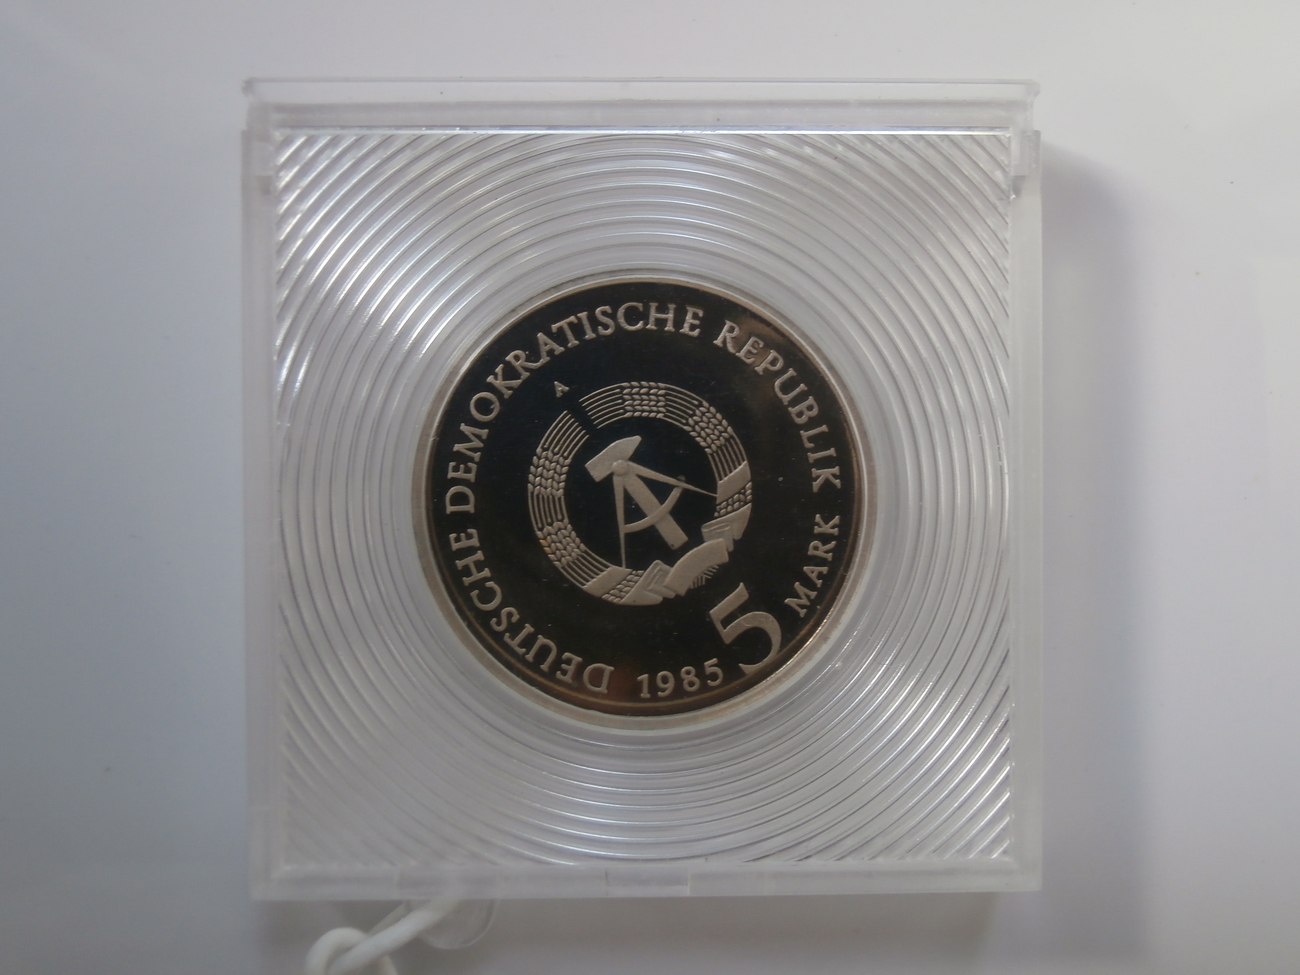 DEUTSCHE DEMOKRATISCHE REPUBLIK
A
5 MARK
1985